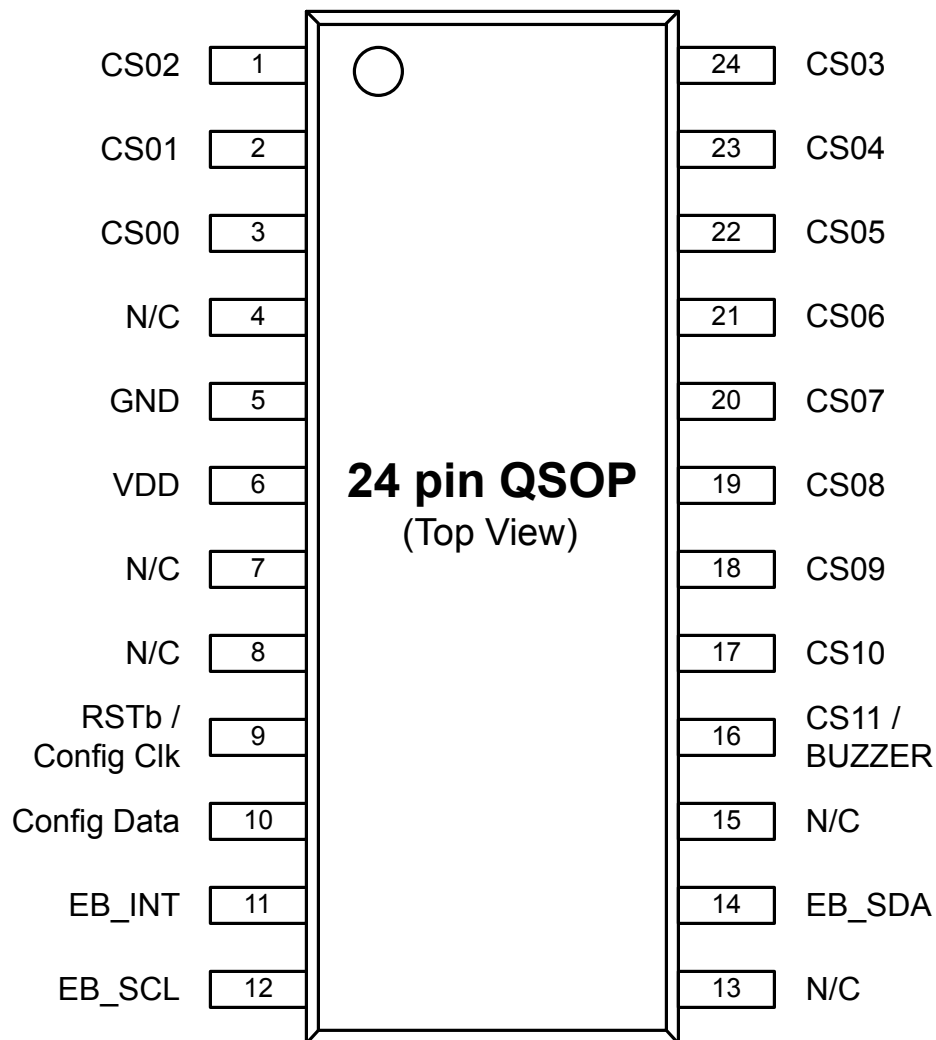 CS02 1 24 CS03
CS01 2 23 CS04
CS00 3 22 CS05
N/C 4 21 CS06
GND 5 20 CS07
VDD 6 19 CS08
24 pin QSOP
(Top View)
N/C 7 18 CS09
N/C 8 17 CS10
RSTb /
Config Clk
9 16
CS11 /
BUZZER
Config Data 10 15 N/C
EB_INT 11 14 EB_SDA
EB_SCL 12 13 N/C